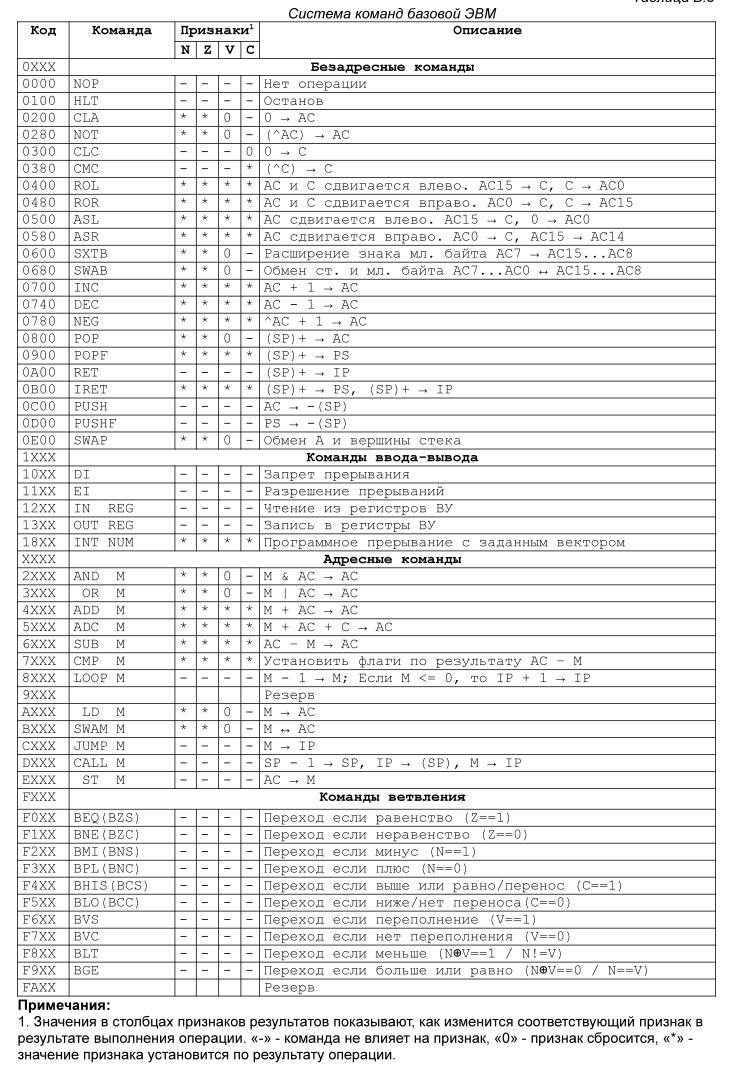 Система команд базовой ЭВМ
Код Команда Признаки¹ Описание
N Z V C
0XXX Безадресные команды
0000 NOP - - - - Нет операции
0100 HLT - - - - Останов
0200 CLA * * 0 - 0 → AC
0280 NOT * * 0 - (^AC) → AC
0300 CLC - - - 0 0 → C
0380 CMC - - - * (^C) → C
0400 ROL * * * * AC и C сдвигается влево. AC15 → C, C → AC0
0480 ROR * * * * AC и C сдвигается вправо. AC0 → C, C → AC15
0500 ASL * * * * AC сдвигается влево. AC15 → C, 0 → AC0
0580 ASR * * * * AC сдвигается вправо. AC0 → C, AC15 → AC14
0600 SXTB * * 0 - Расширение знака мл. байта AC7 → AC15...AC8
0680 SWAB * * 0 - Обмен ст. и мл. байта AC7...AC0 ↔ AC15...AC8
0700 INC * * * * AC + 1 → AC
0740 DEC * * * * AC - 1 → AC
0780 NEG * * * * ^AC + 1 → AC
0800 POP * * 0 - (SP)+ → AC
0900 POPF * * * * (SP)+ → PS
0A00 RET - - - - (SP)+ → IP
0B00 IRET * * * * (SP)+ → PS, (SP)+ → IP
0C00 PUSH - - - - AC → -(SP)
0D00 PUSHF - - - - PS → -(SP)
0E00 SWAP * * 0 - Обмен А и вершины стека
1XXX Команды ввода-вывода
10XX DI - - - - Запрет прерывания
11XX EI - - - - Разрешение прерываний
12XX IN REG - - - - Чтение из регистров ВУ
13XX OUT REG - - - - Запись в регистры ВУ
18XX INT NUM * * * * Программное прерывание с заданным вектором
XXXX Адресные команды
2XXX AND M * * 0 - M & AC → AC
3XXX OR M * * 0 - M | AC → AC
4XXX ADD M * * * * M + AC → AC
5XXX ADC M * * * * M + AC + C → AC
6XXX SUB M * * * * AC – M → AC
7XXX CMP M * * * * Установить флаги по результату AC – M
8XXX LOOP M - - - - M - 1 → M; Если M <= 0, то IP + 1 → IP
9XXX Резерв
AXXX LD M * * 0 - M → AC
BXXX SWAM M * * 0 - M ↔ AC
CXXX JUMP M - - - - M → IP
DXXX CALL M - - - - SP - 1 → SP, IP → (SP), M → IP
EXXX ST M - - - - AC → M
FXXX Команды ветвления
F0XX BEQ(BZS) - - - - Переход если равенство (Z==1)
F1XX BNE(BZC) - - - - Переход если неравенство (Z==0)
F2XX BMI(BNS) - - - - Переход если минус (N==1)
F3XX BPL(BNC) - - - - Переход если плюс (N==0)
F4XX BHIS(BCS) - - - - Переход если выше или равно/перенос (C==1)
F5XX BLO(BCC) - - - - Переход если ниже/нет переноса(C==0)
F6XX BVS - - - - Переход если переполнение (V==1)
F7XX BVC - - - - Переход если нет переполнения (V==0)
F8XX BLT - - - - Переход если меньше (N⊕V==1 / N!=V)
F9XX BGE - - - - Переход если больше или равно (N⊕V==0 / N==V)
FAXX Резерв
Примечания:
1. Значения в столбцах признаков результатов показывают, как изменится соответствующий признак в
результате выполнения операции. «-» - команда не влияет на признак, «0» - признак сбросится, «*» -
значение признака установится по результату операции.